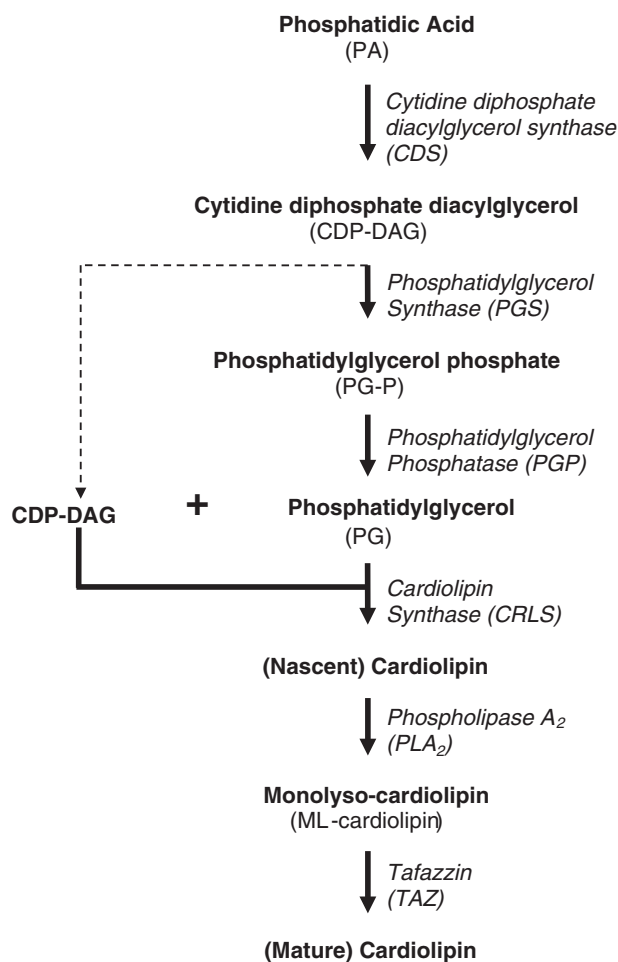 Phosphatidic Acid
(PA)
Cytidine diphosphate
diacylglycerol synthase
(CDS)
Cytidine diphosphate diacylglycerol
(CDP-DAG)
Phosphatidylglycerol
Synthase (PGS)
Phosphatidylglycerol phosphate
(PG-P)
Phosphatidylglycerol
Phosphatase (PGP)
CDP-DAG
+
Phosphatidylglycerol
(PG)
Cardiolipin
Synthase (CRLS)
(Nascent) Cardiolipin
Phospholipase A₂
(PLA₂)
Monolyso-cardiolipin
(ML-cardiolipin)
Tafazzin
(TAZ)
(Mature) Cardiolipin